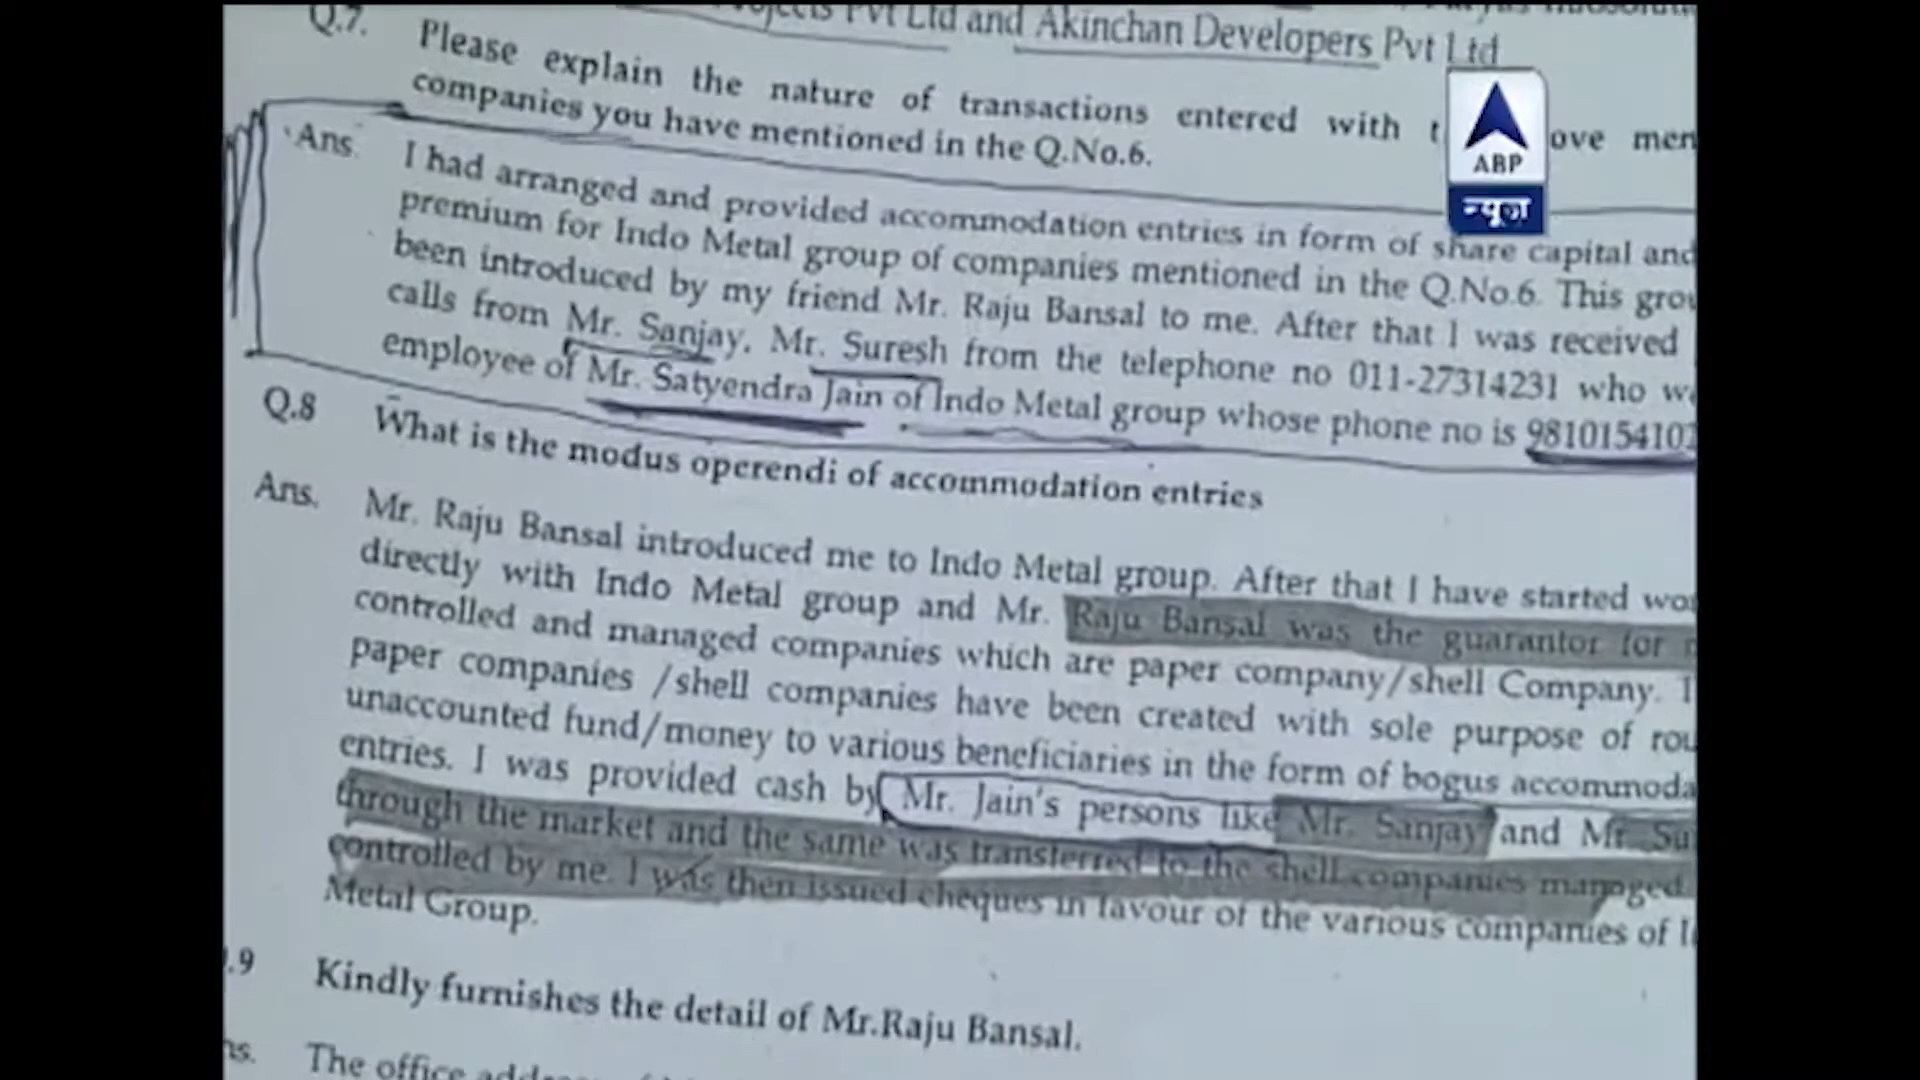 Projects Pvt Ltd and Akinchan Developers Pvt Ltd
Q.7. Please explain the nature of transactions entered with ove men
companies you have mentioned in the Q.No.6.
Ans. I had arranged and provided accommodation entries in form of share capital and
premium for Indo Metal group of companies mentioned in the Q.No.6. This grou
been introduced by my friend Mr. Raju Bansal to me. After that I was received
calls from Mr. Sanjay, Mr. Suresh from the telephone no 011-27314231 who we
employee of Mr. Satyendra Jain of Indo Metal group whose phone no is 981015410
Q.8 What is the modus operendi of accommodation entries
Ans. Mr. Raju Bansal introduced me to Indo Metal group. After that I have started wor
directly with Indo Metal group and Mr. Raju Bansal was the guarantor for
controlled and managed companies which are paper company/shell Company. T
paper companies /shell companies have been created with sole purpose of rou
unaccounted fund/money to various beneficiaries in the form of bogus accommoda
entries. I was provided cash by Mr. Jain's persons like Mr. Sanjay and Mr. Su
through the market and the same was transferred to the shell companies managed
controlled by me. I was then issued cheques in favour of the various companies of I
Metal Group.
.9 Kindly furnishes the detail of Mr.Raju Bansal.
ns. The office
ABP
न्यूज़